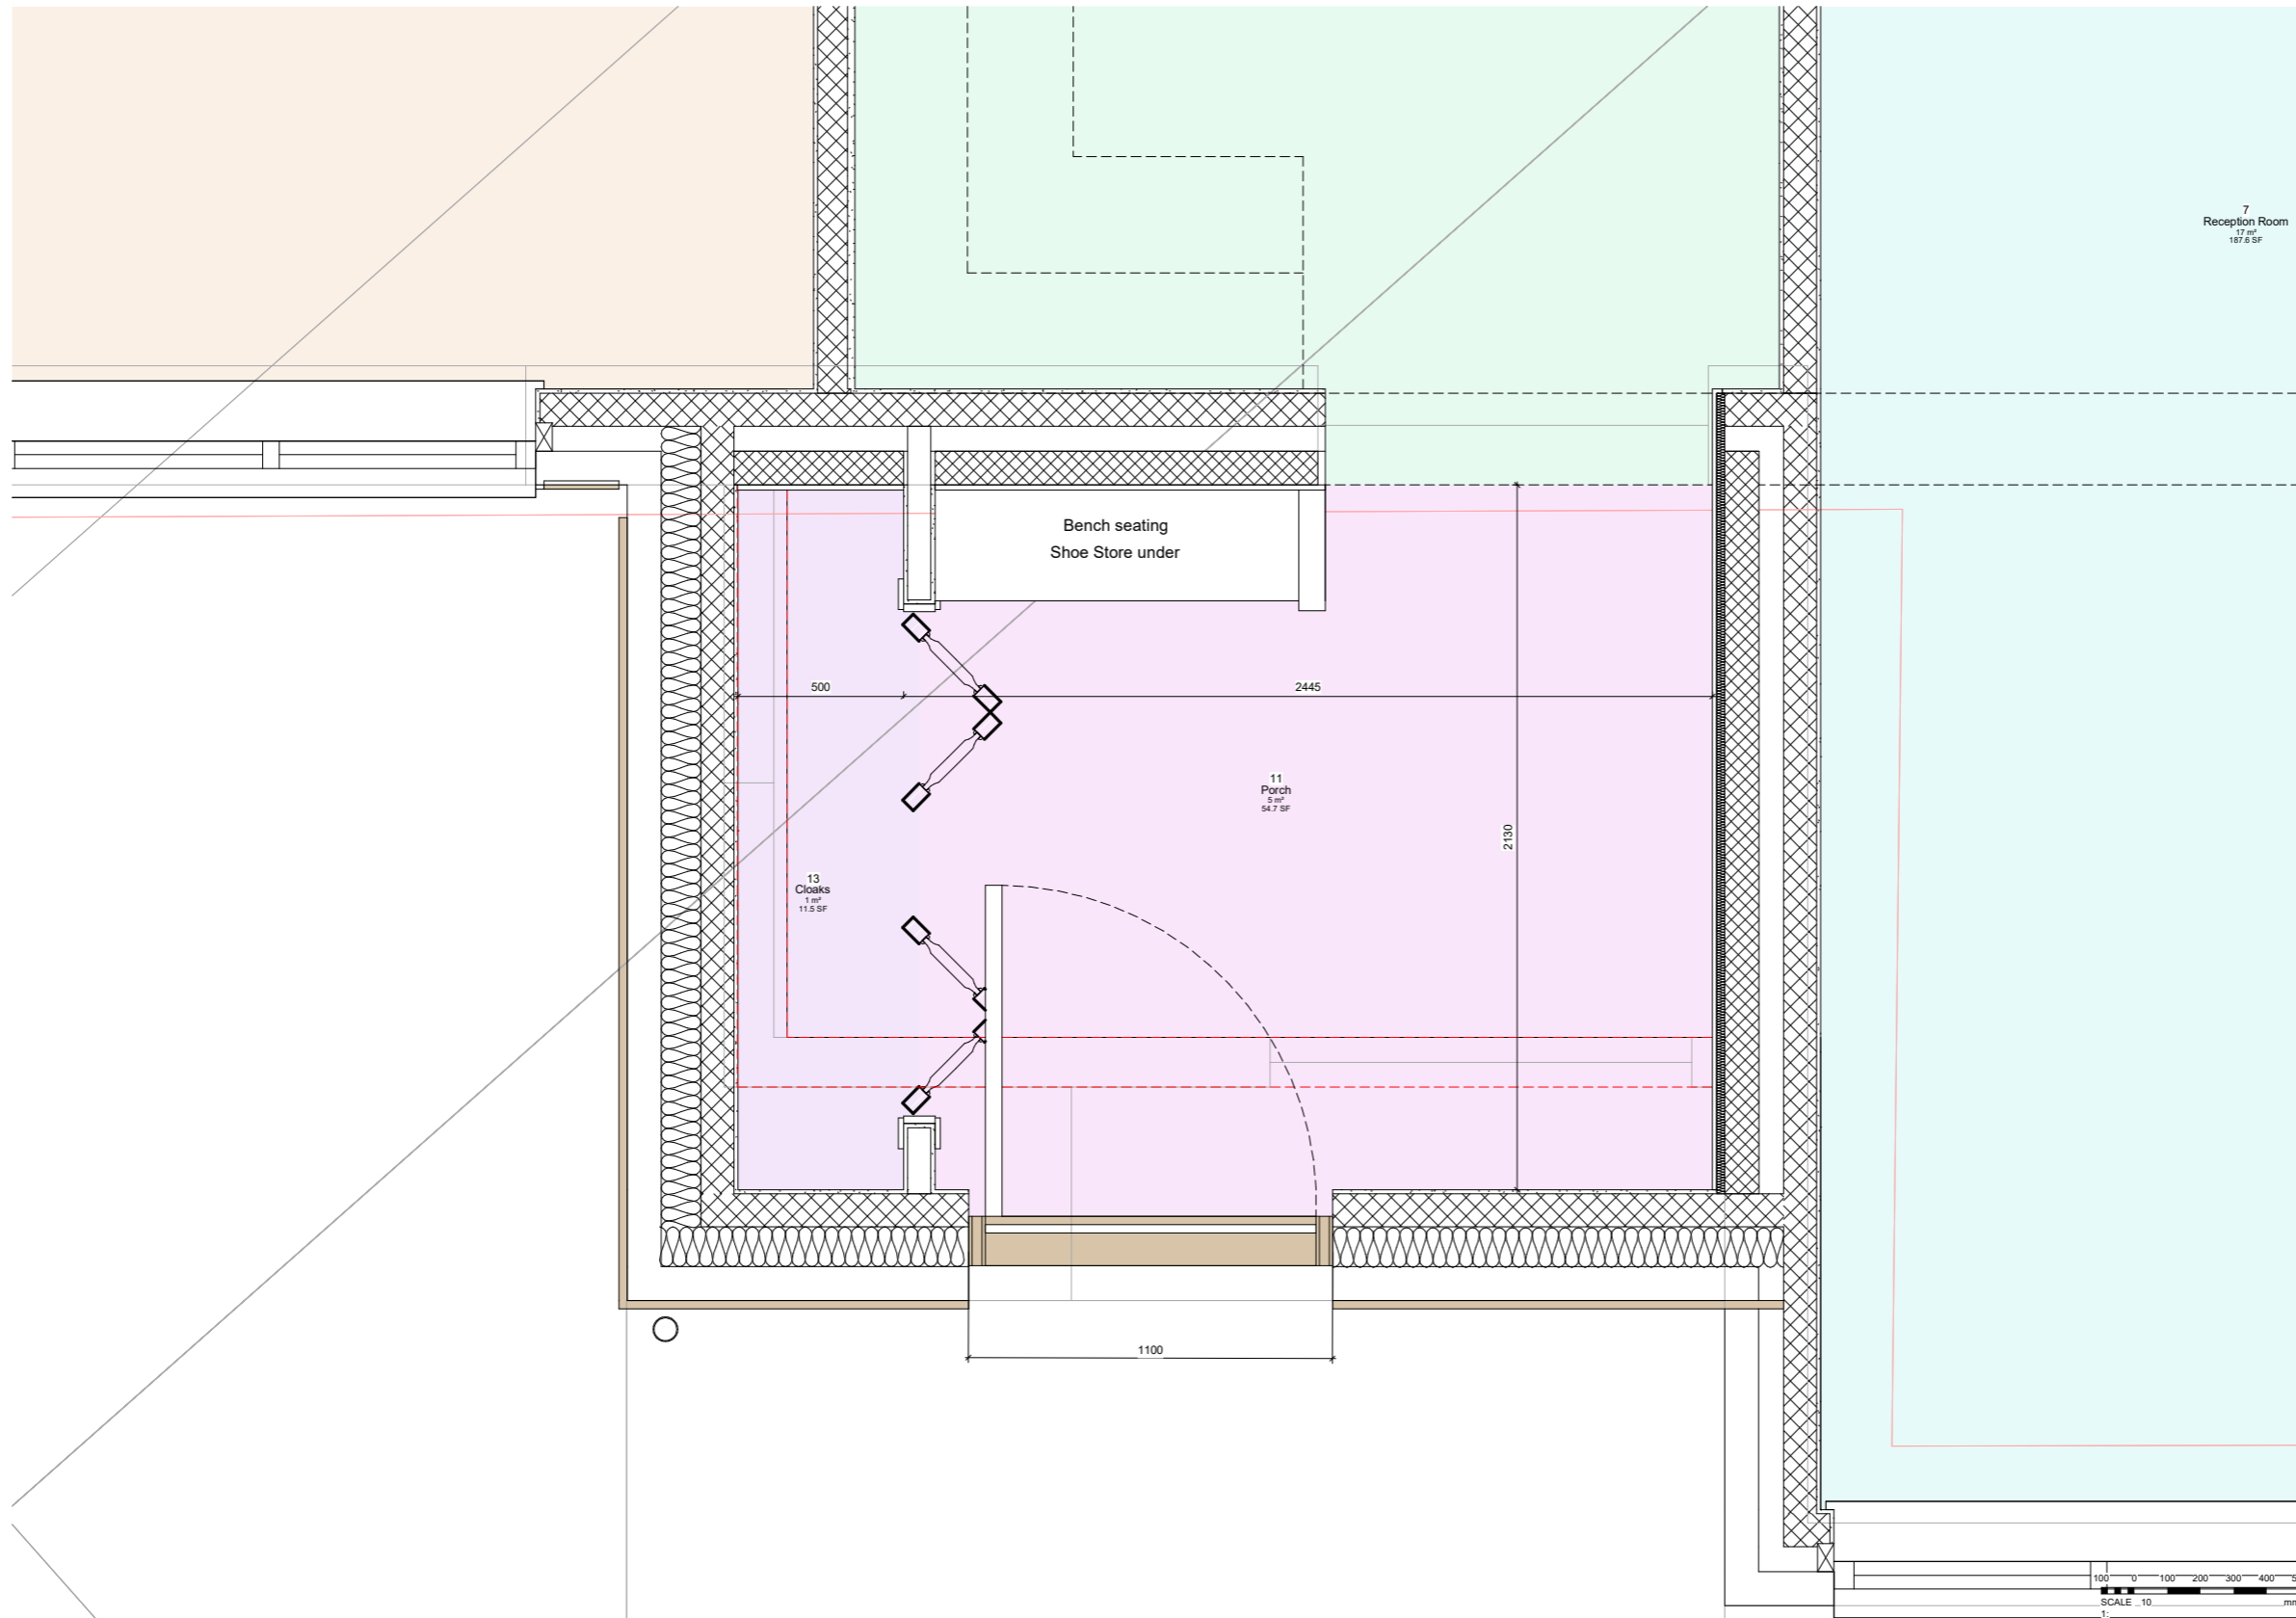 7
Reception Room
17 m²
187.6 SF
Bench seating
Shoe Store under
500
2445
11
Porch
5 m²
54.7 SF
2130
13
Cloaks
1 m²
11.5 SF
1100
100 0 100 200 300 400
SCALE 10
1: